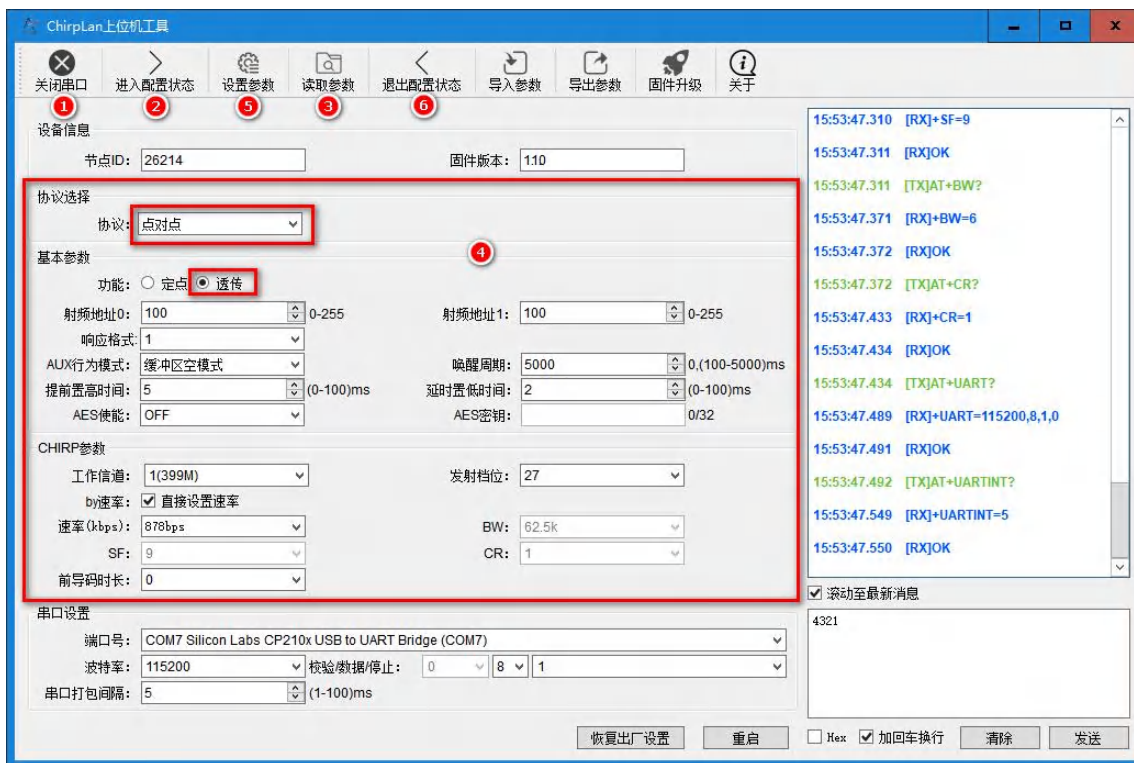 ChirpLan上位机工具
关闭串口 进入配置状态 设置参数 读取参数 退出配置状态 导入参数 导出参数 固件升级 关于
1 2 5 3 6
设备信息
节点ID: 26214 固件版本: 1.10
协议选择
协议: 点对点
4
基本参数
功能: 定点 透传
射频地址0: 100 0-255 射频地址1: 100 0-255
响应格式: 1
AUX行为模式: 缓冲区空模式 唤醒周期: 5000 0,(100-5000)ms
提前置高时间: 5 (0-100)ms 延时置低时间: 2 (0-100)ms
AES使能: OFF AES密钥: 0/32
CHIRP参数
工作信道: 1(399M) 发射档位: 27
by速率: 直接设置速率
速率(kbps): 878bps BW: 62.5k
SF: 9 CR: 1
前导码时长: 0
串口设置
端口号: COM7 Silicon Labs CP210x USB to UART Bridge (COM7)
波特率: 115200 校验/数据/停止: 0 8 1
串口打包间隔: 5 (1-100)ms
恢复出厂设置 重启
15:53:47.310 [RX]+SF=9
15:53:47.311 [RX]OK
15:53:47.311 [TX]AT+BW?
15:53:47.371 [RX]+BW=6
15:53:47.372 [RX]OK
15:53:47.372 [TX]AT+CR?
15:53:47.433 [RX]+CR=1
15:53:47.434 [RX]OK
15:53:47.434 [TX]AT+UART?
15:53:47.489 [RX]+UART=115200,8,1,0
15:53:47.491 [RX]OK
15:53:47.492 [TX]AT+UARTINT?
15:53:47.549 [RX]+UARTINT=5
15:53:47.550 [RX]OK
滚动至最新消息
4321
Hex 加回车换行 清除 发送